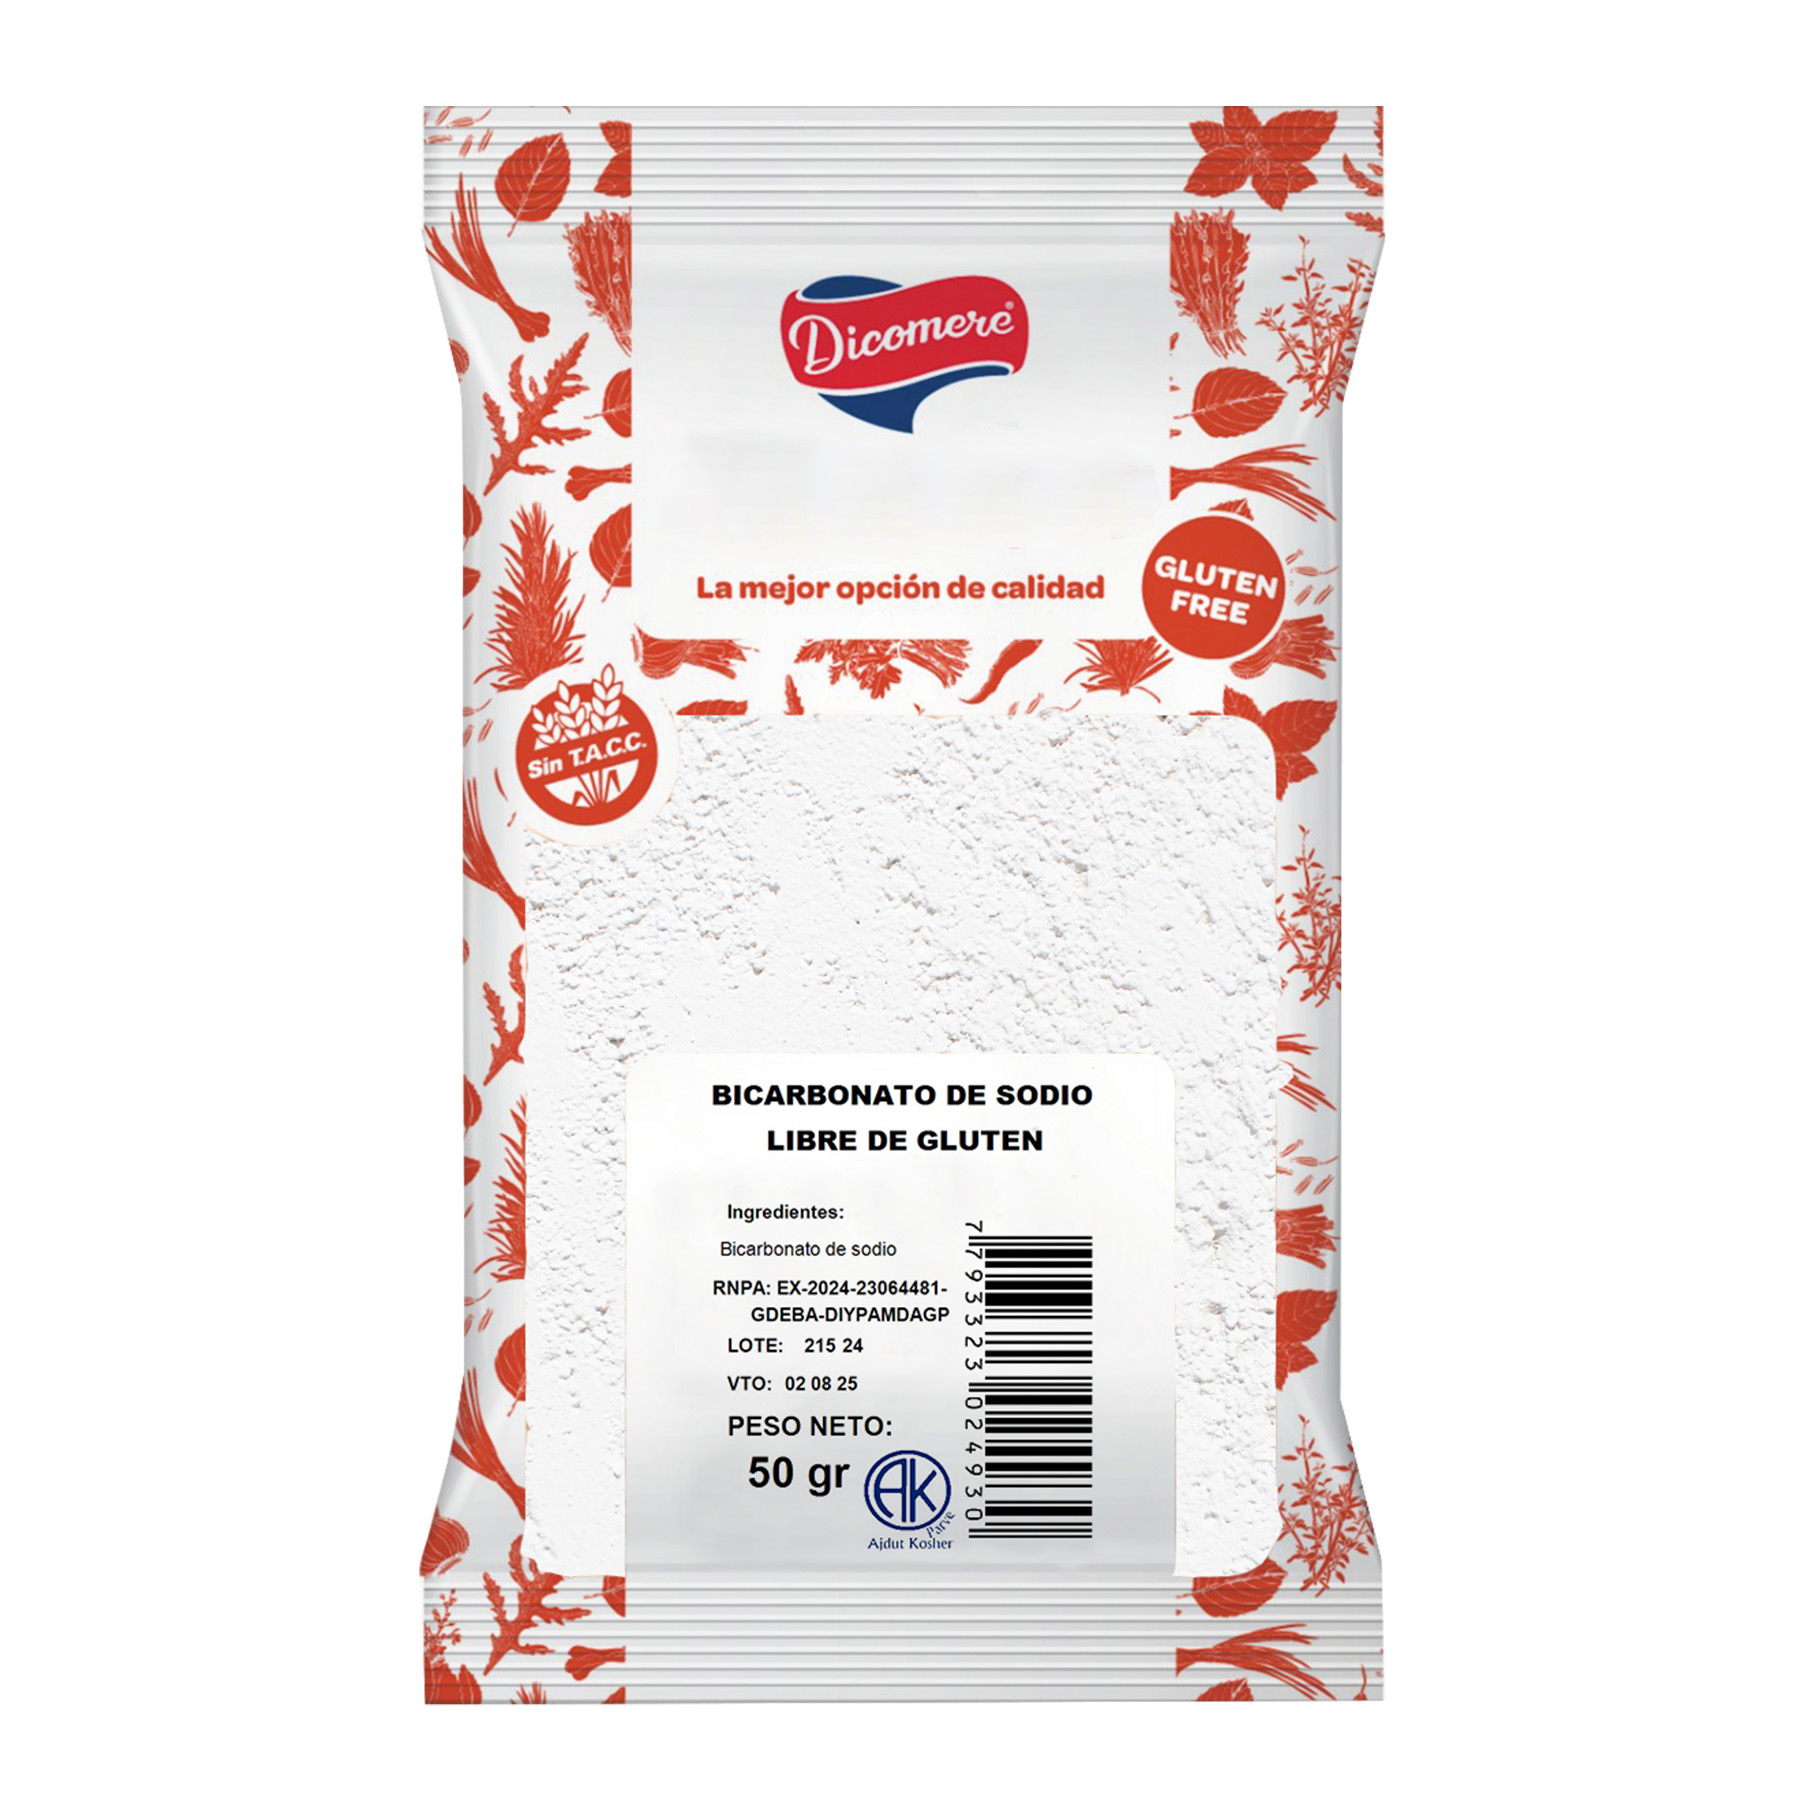 Dicomere®
La mejor opción de calidad
GLUTEN
FREE
Sin T.A.C.C.
BICARBONATO DE SODIO
LIBRE DE GLUTEN
Ingredientes:
Bicarbonato de sodio
RNPA: EX-2024-23064481-
GDEBA-DIYPAMDAGP
LOTE: 215 24
VTO: 02 08 25
PESO NETO:
50 gr
AK
Parve
Ajdut Kosher
7793323024930